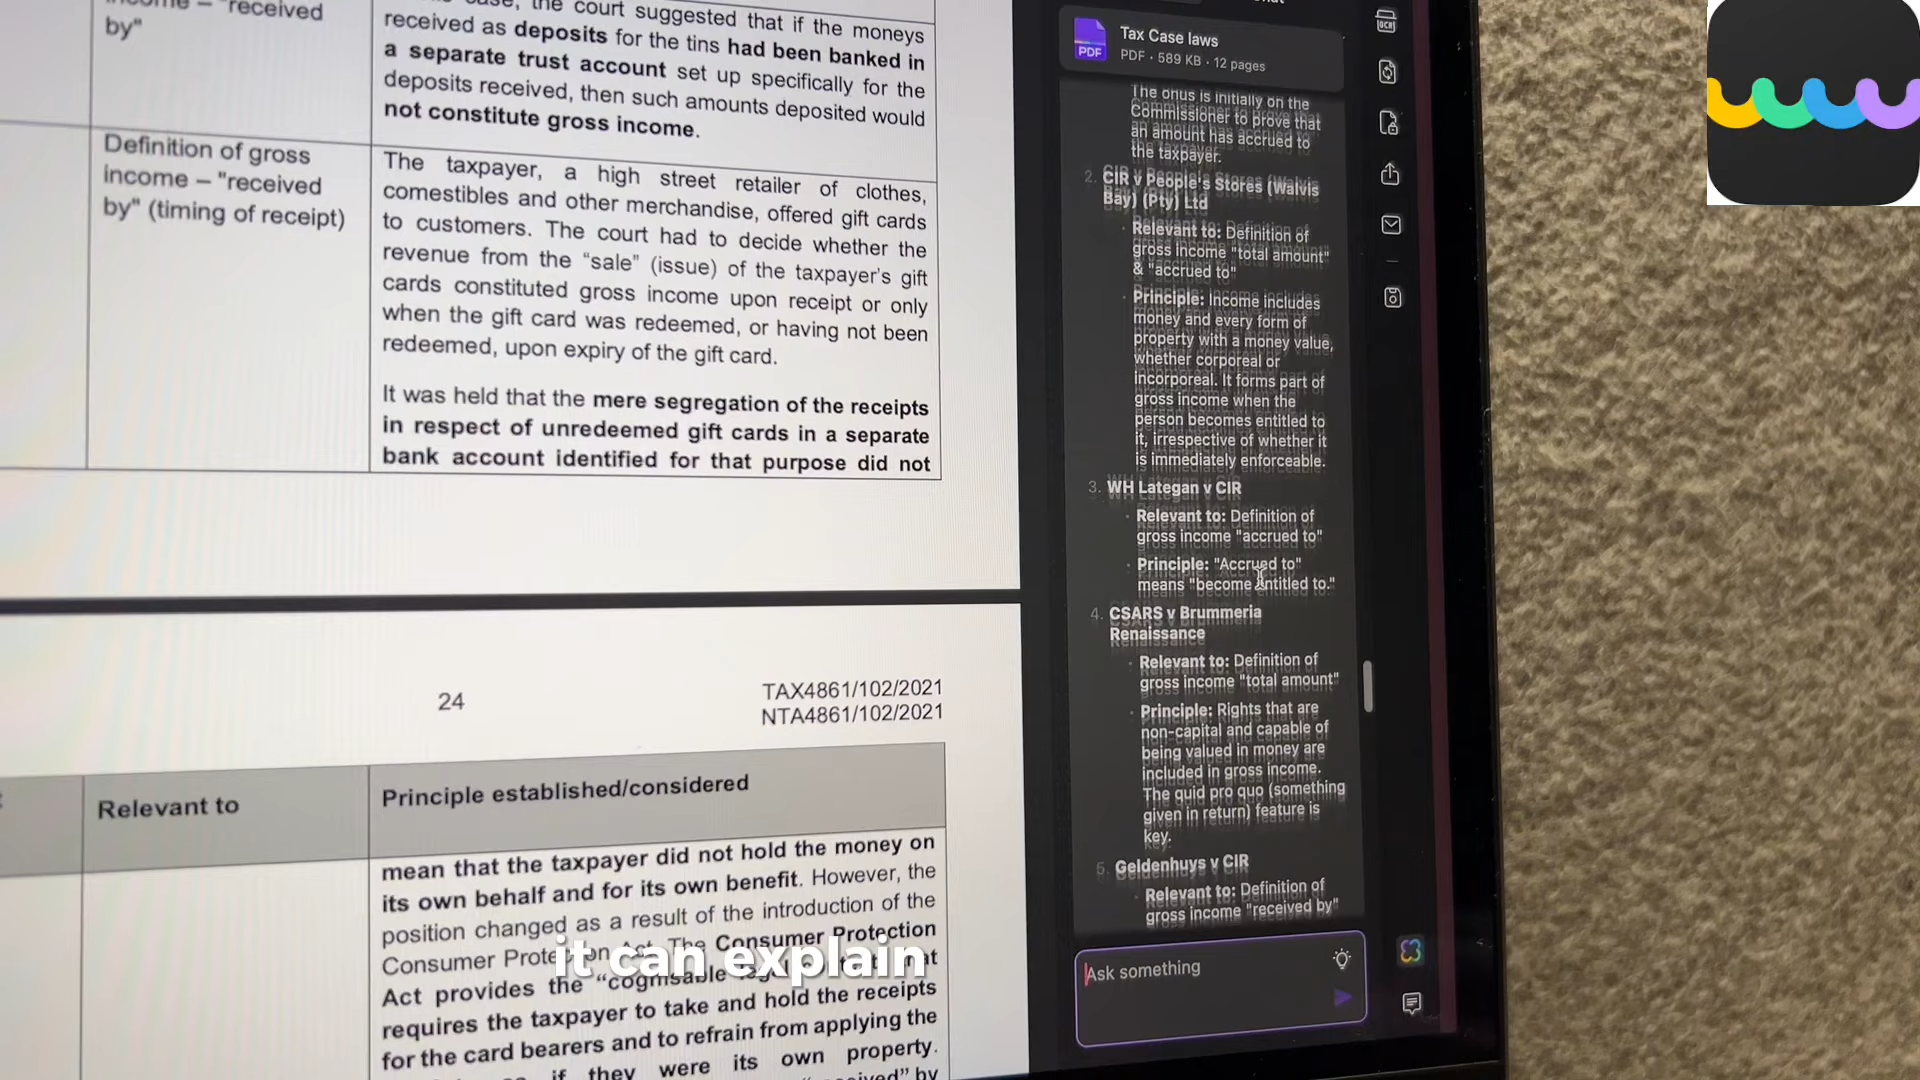 "received
by"
the court suggested that if the moneys
received as deposits for the tins had been banked in
a separate trust account set up specifically for the
deposits received, then such amounts deposited would
not constitute gross income.
Definition of gross
income – "received
by" (timing of receipt)
The taxpayer, a high street retailer of clothes,
comestibles and other merchandise, offered gift cards
to customers. The court had to decide whether the
revenue from the “sale” (issue) of the taxpayer’s gift
cards constituted gross income upon receipt or only
when the gift card was redeemed, or having not been
redeemed, upon expiry of the gift card.
It was held that the mere segregation of the receipts
in respect of unredeemed gift cards in a separate
bank account identified for that purpose did not
24
TAX4861/102/2021
NTA4861/102/2021
Relevant to
Principle established/considered
mean that the taxpayer did not hold the money on
its own behalf and for its own benefit. However, the
position changed as a result of the introduction of the
Consumer Protection
Act provides the
requires the taxpayer to take and hold the receipts
for the card bearers and to refrain from applying the
if they were its own property.
by
it can explain
PDF
Tax Case laws
PDF · 589 KB · 12 pages
The onus is initially on the
Commissioner to prove that
an amount has accrued to
the taxpayer.
2. CIR v People's Stores (Walvis
Bay) (Pty) Ltd
Relevant to: Definition of
gross income "total amount"
& "accrued to"
Principle: Income includes
money and every form of
property with a money value,
whether corporeal or
incorporeal. It forms part of
gross income when the
person becomes entitled to
it, irrespective of whether it
is immediately enforceable.
3. WH Lategan v CIR
Relevant to: Definition of
gross income "accrued to"
Principle: "Accrued to"
means "become entitled to."
4. CSARS v Brummeria
Renaissance
Relevant to: Definition of
gross income "total amount"
Principle: Rights that are
non-capital and capable of
being valued in money are
included in gross income.
The quid pro quo (something
given in return) feature is
key.
5. Geldenhuys v CIR
Relevant to: Definition of
gross income "received by"
Ask something
OCR